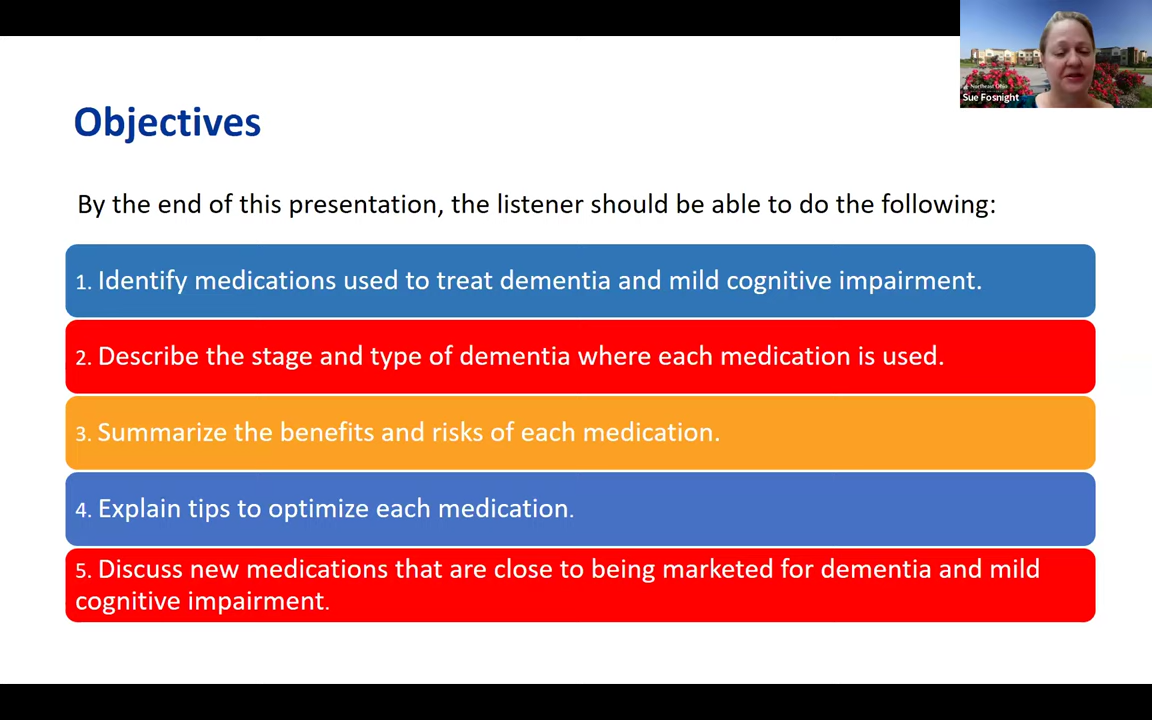 Objectives
By the end of this presentation, the listener should be able to do the following:
1. Identify medications used to treat dementia and mild cognitive impairment.
2. Describe the stage and type of dementia where each medication is used.
3. Summarize the benefits and risks of each medication.
4. Explain tips to optimize each medication.
5. Discuss new medications that are close to being marketed for dementia and mild
cognitive impairment.
Northeast Ohio
Sue Fosnight